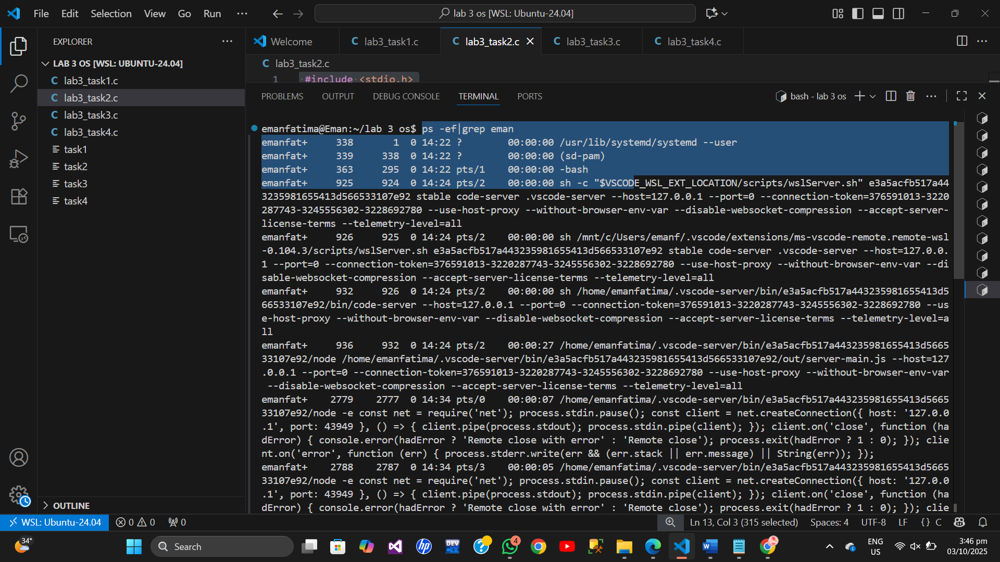 File Edit Selection View Go Run ···
lab 3 os [WSL: Ubuntu-24.04]
EXPLORER
LAB 3 OS [WSL: UBUNTU-24.04]
C lab3_task1.c
C lab3_task2.c
C lab3_task3.c
C lab3_task4.c
task1
task2
task3
task4
OUTLINE
Welcome C lab3_task1.c C lab3_task2.c C lab3_task3.c C lab3_task4.c
C lab3_task2.c
1 #include <stdio.h>
PROBLEMS OUTPUT DEBUG CONSOLE TERMINAL PORTS
bash - lab 3 os
emanfatima@Eman:~/lab 3 os$ ps -ef|grep eman
emanfat+     338       1  0 14:22 ?        00:00:00 /usr/lib/systemd/systemd --user
emanfat+     339     338  0 14:22 ?        00:00:00 (sd-pam)
emanfat+     363     295  0 14:22 pts/1    00:00:00 -bash
emanfat+     925     924  0 14:24 pts/2    00:00:00 sh -c "$VSCODE_WSL_EXT_LOCATION/scripts/wslServer.sh" e3a5acfb517a44
3235981655413d566533107e92 stable code-server .vscode-server --host=127.0.0.1 --port=0 --connection-token=376591013-3220
287743-3245556302-3228692780 --use-host-proxy --without-browser-env-var --disable-websocket-compression --accept-server-
license-terms --telemetry-level=all
emanfat+     926     925  0 14:24 pts/2    00:00:00 sh /mnt/c/Users/emanf/.vscode/extensions/ms-vscode-remote.remote-wsl
-0.104.3/scripts/wslServer.sh e3a5acfb517a443235981655413d566533107e92 stable code-server .vscode-server --host=127.0.0.
1 --port=0 --connection-token=376591013-3220287743-3245556302-3228692780 --use-host-proxy --without-browser-env-var --di
sable-websocket-compression --accept-server-license-terms --telemetry-level=all
emanfat+     932     926  0 14:24 pts/2    00:00:00 sh /home/emanfatima/.vscode-server/bin/e3a5acfb517a443235981655413d5
66533107e92/bin/code-server --host=127.0.0.1 --port=0 --connection-token=376591013-3220287743-3245556302-3228692780 --us
e-host-proxy --without-browser-env-var --disable-websocket-compression --accept-server-license-terms --telemetry-level=a
ll
emanfat+     936     932  0 14:24 pts/2    00:00:27 /home/emanfatima/.vscode-server/bin/e3a5acfb517a443235981655413d5665
33107e92/node /home/emanfatima/.vscode-server/bin/e3a5acfb517a443235981655413d566533107e92/out/server-main.js --host=127
.0.0.1 --port=0 --connection-token=376591013-3220287743-3245556302-3228692780 --use-host-proxy --without-browser-env-var
 --disable-websocket-compression --accept-server-license-terms --telemetry-level=all
emanfat+    2779    2777  0 14:34 pts/0    00:00:07 /home/emanfatima/.vscode-server/bin/e3a5acfb517a443235981655413d5665
33107e92/node -e const net = require('net'); process.stdin.pause(); const client = net.createConnection({ host: '127.0.0
.1', port: 43949 }, () => { client.pipe(process.stdout); process.stdin.pipe(client); }); client.on('close', function (ha
dError) { console.error(hadError ? 'Remote close with error' : 'Remote close'); process.exit(hadError ? 1 : 0); }); clie
nt.on('error', function (err) { process.stderr.write(err && (err.stack || err.message) || String(err)); });
emanfat+    2788    2787  0 14:34 pts/3    00:00:05 /home/emanfatima/.vscode-server/bin/e3a5acfb517a443235981655413d5665
33107e92/node -e const net = require('net'); process.stdin.pause(); const client = net.createConnection({ host: '127.0.0
.1', port: 43949 }, () => { client.pipe(process.stdout); process.stdin.pipe(client); }); client.on('close', function (ha
dError) { console.error(hadError ? 'Remote close with error' : 'Remote close'); process.exit(hadError ? 1 : 0); }); clie
WSL: Ubuntu-24.04 0 0 0 Ln 13, Col 3 (315 selected) Spaces: 4 UTF-8 LF {} C
34° Search DEV C++ 4 ENG US 3:46 pm 03/10/2025